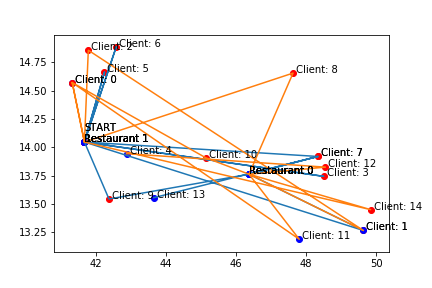 Client: 2
Client: 6
14.75
Client: 5
Client: 8
Client: 0
14.50
14.25
START
Restaurant 1
14.00
Client: 4
Client: 10
Client: 7
Client: 12
13.75
Restaurant 0
Client: 3
Client: 9
Client: 13
13.50
Client: 14
13.25
Client: 11
Client: 1
42
44
46
48
50